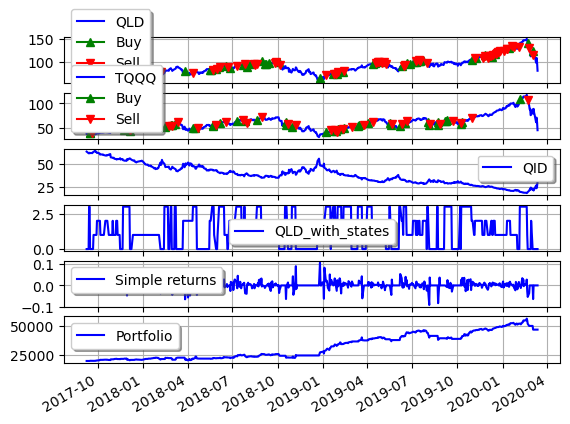 QLD
Buy
Sell
150
100
TQQQ
Buy
Sell
100
50
QID
50
25
QLD_with_states
2.5
0.0
Simple returns
0.1
0.0
−0.1
Portfolio
50000
25000
2017-10 2018-01 2018-04 2018-07 2018-10 2019-01 2019-04 2019-07 2019-10 2020-01 2020-04